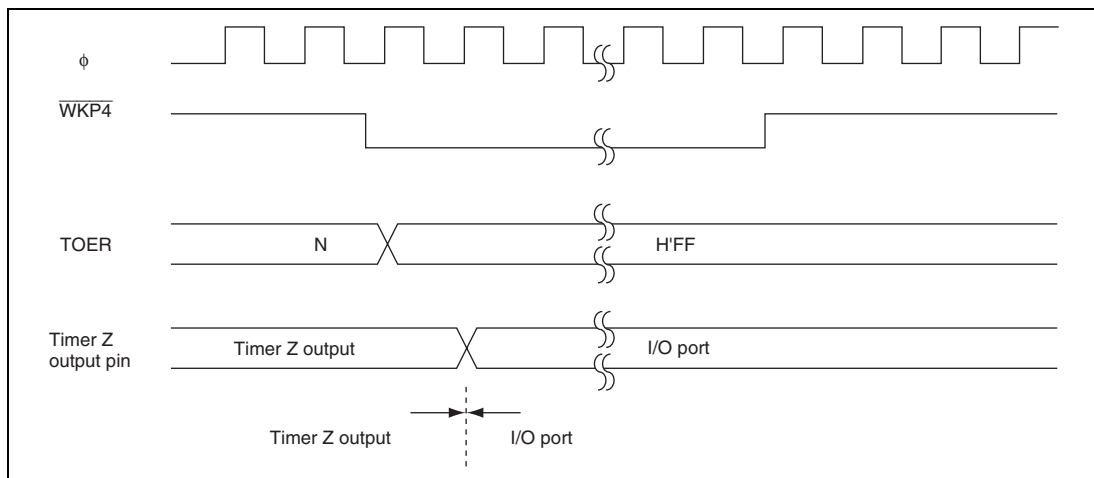 ϕ
WKP4
TOER N H'FF
Timer Z
output pin
Timer Z output I/O port
Timer Z output I/O port